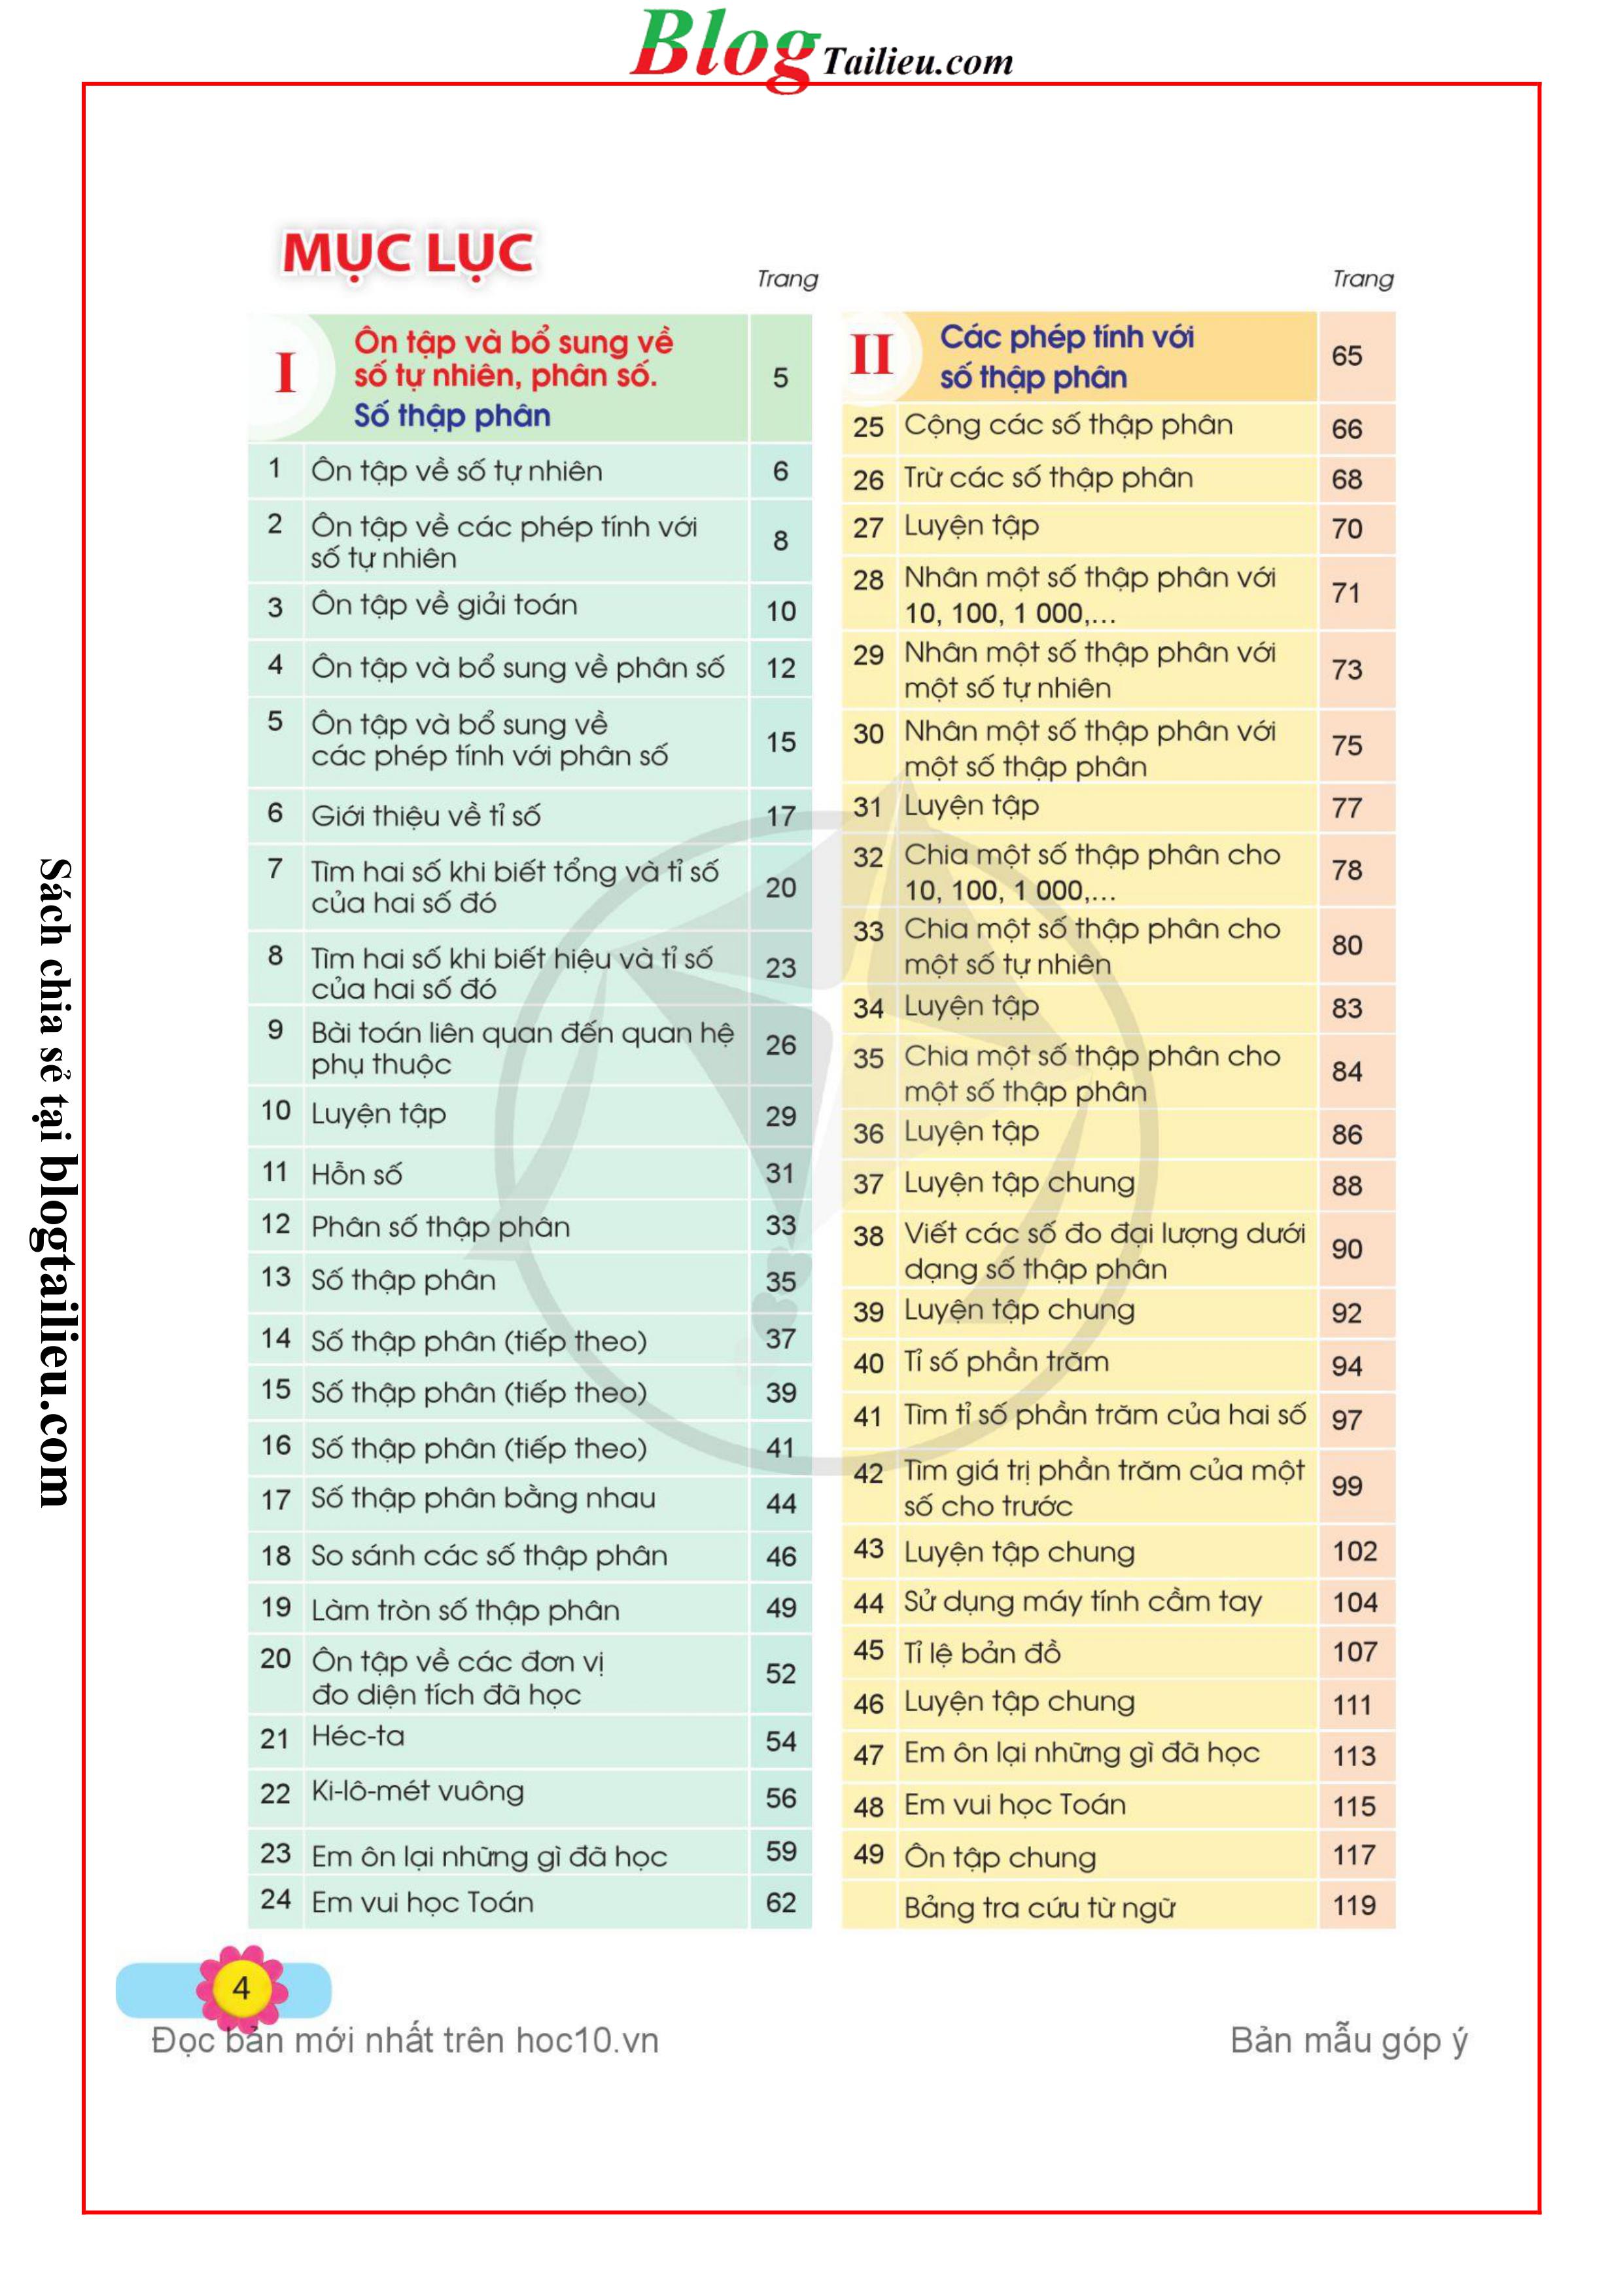 Blog Tailieu.com
MỤC LỤC
Trang
I Ôn tập và bổ sung về
số tự nhiên, phân số.
Số thập phân
5
1 Ôn tập về số tự nhiên 6
2 Ôn tập về các phép tính với
số tự nhiên 8
3 Ôn tập về giải toán 10
4 Ôn tập và bổ sung về phân số 12
5 Ôn tập và bổ sung về
các phép tính với phân số 15
6 Giới thiệu về tỉ số 17
7 Tìm hai số khi biết tổng và tỉ số
của hai số đó 20
8 Tìm hai số khi biết hiệu và tỉ số
của hai số đó 23
9 Bài toán liên quan đến quan hệ
phụ thuộc 26
10 Luyện tập 29
11 Hỗn số 31
12 Phân số thập phân 33
13 Số thập phân 35
14 Số thập phân (tiếp theo) 37
15 Số thập phân (tiếp theo) 39
16 Số thập phân (tiếp theo) 41
17 Số thập phân bằng nhau 44
18 So sánh các số thập phân 46
19 Làm tròn số thập phân 49
20 Ôn tập về các đơn vị
đo diện tích đã học 52
21 Héc-ta 54
22 Ki-lô-mét vuông 56
23 Em ôn lại những gì đã học 59
24 Em vui học Toán 62
Trang
II Các phép tính với
số thập phân
65
25 Cộng các số thập phân 66
26 Trừ các số thập phân 68
27 Luyện tập 70
28 Nhân một số thập phân với
10, 100, 1 000,... 71
29 Nhân một số thập phân với
một số tự nhiên 73
30 Nhân một số thập phân với
một số thập phân 75
31 Luyện tập 77
32 Chia một số thập phân cho
10, 100, 1 000,... 78
33 Chia một số thập phân cho
một số tự nhiên 80
34 Luyện tập 83
35 Chia một số thập phân cho
một số thập phân 84
36 Luyện tập 86
37 Luyện tập chung 88
38 Viết các số đo đại lượng dưới
dạng số thập phân 90
39 Luyện tập chung 92
40 Tỉ số phần trăm 94
41 Tìm tỉ số phần trăm của hai số 97
42 Tìm giá trị phần trăm của một
số cho trước 99
43 Luyện tập chung 102
44 Sử dụng máy tính cầm tay 104
45 Tỉ lệ bản đồ 107
46 Luyện tập chung 111
47 Em ôn lại những gì đã học 113
48 Em vui học Toán 115
49 Ôn tập chung 117
Bảng tra cứu từ ngữ 119
4
Đọc bản mới nhất trên hoc10.vn
Bản mẫu góp ý
Sách chia sẻ tại blogtailieu.com